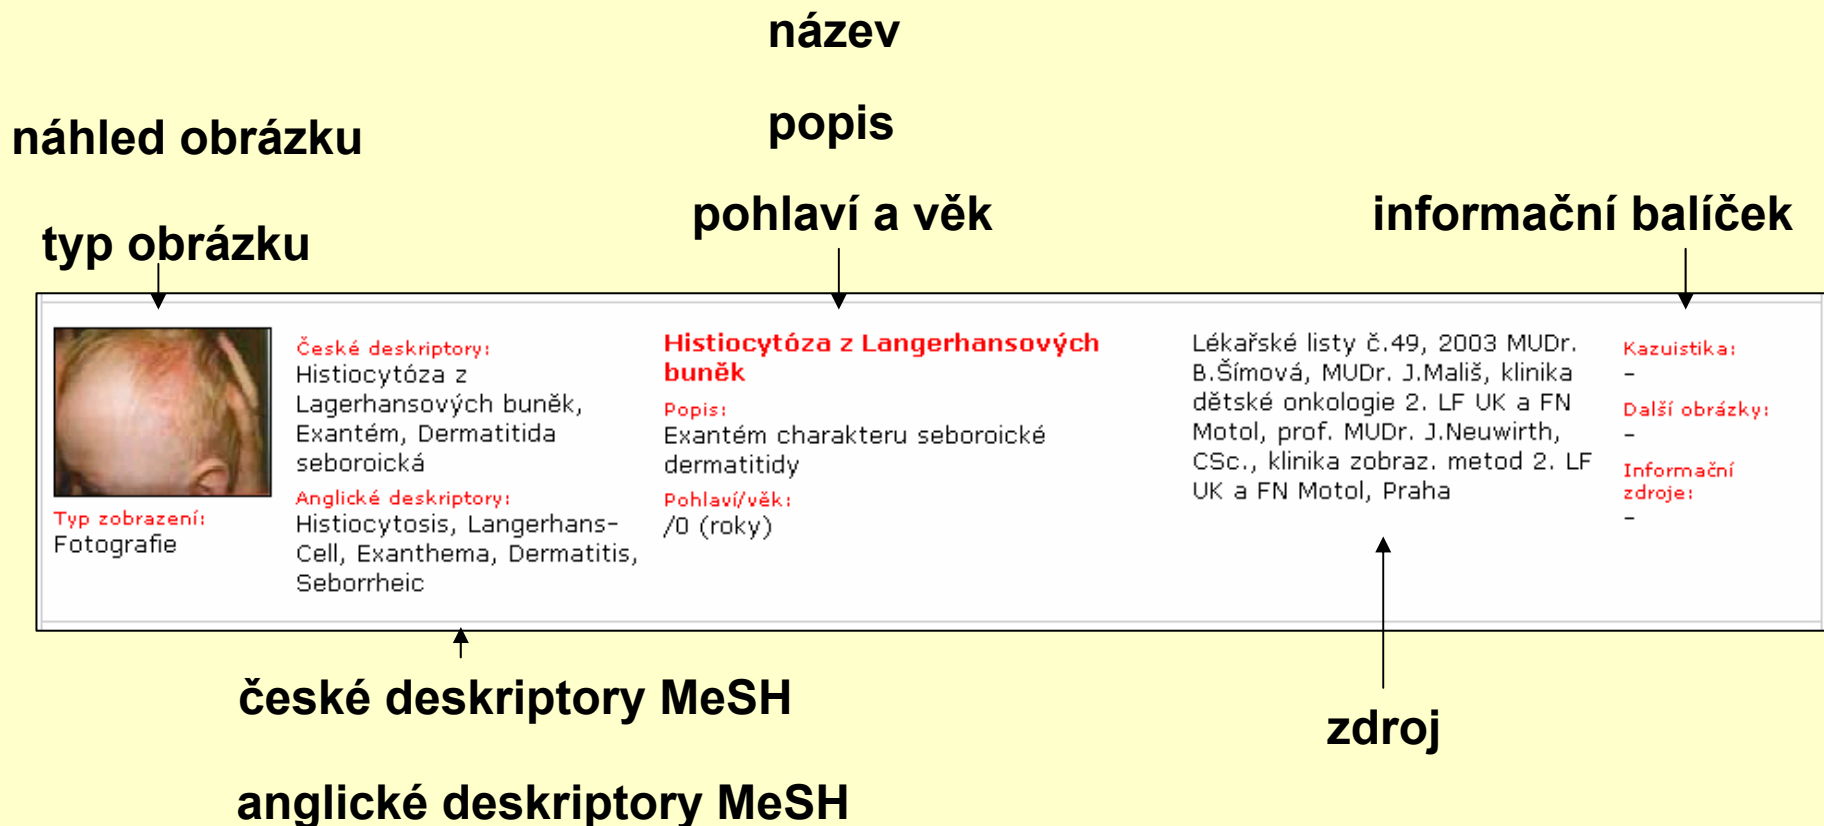 název
popis
náhled obrázku
pohlaví a věk
informační balíček
typ obrázku
Typ zobrazení:
Fotografie
České deskriptory:
Histiocytóza z
Lagerhansových buněk,
Exantém, Dermatitida
seboroická
Anglické deskriptory:
Histiocytosis, Langerhans-
Cell, Exanthema, Dermatitis,
Seborrheic
Histiocytóza z Langerhansových
buněk
Popis:
Exantém charakteru seboroické
dermatitidy
Pohlaví/věk:
/0 (roky)
Lékařské listy č.49, 2003 MUDr.
B.Šímová, MUDr. J.Mališ, klinika
dětské onkologie 2. LF UK a FN
Motol, prof. MUDr. J.Neuwirth,
CSc., klinika zobraz. metod 2. LF
UK a FN Motol, Praha
Kazuistika:
-
Další obrázky:
-
Informační
zdroje:
-
české deskriptory MeSH
zdroj
anglické deskriptory MeSH